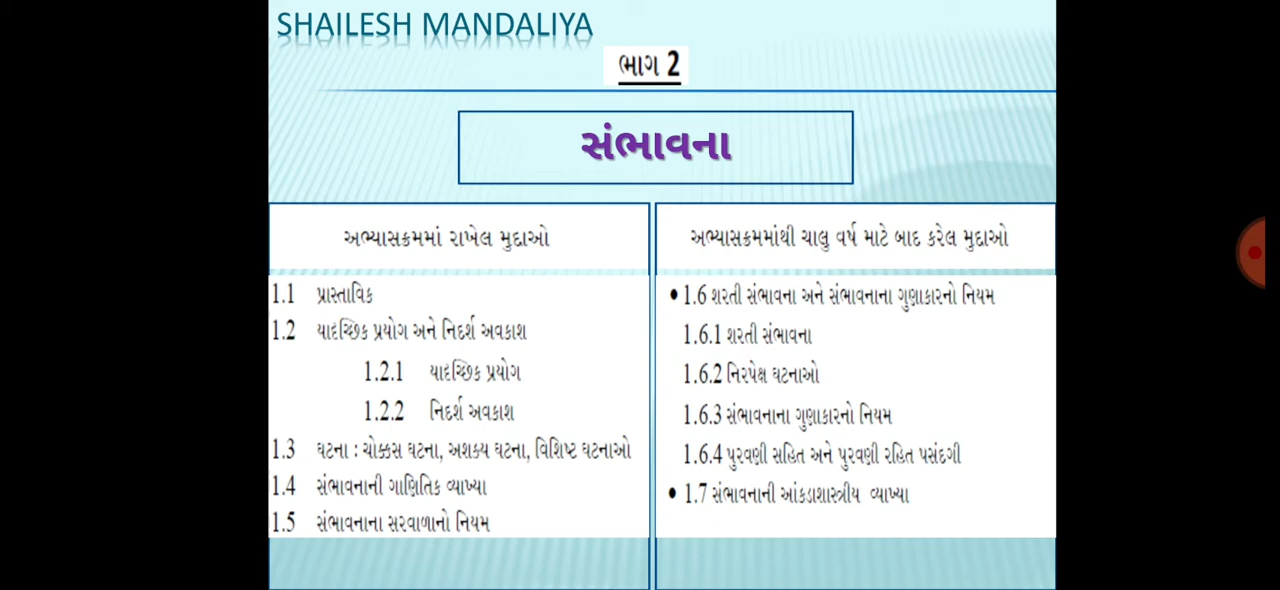 SHAILESH MANDALIYA
ભાગ 2
સંભાવના
અભ્યાસક્રમમાં રાખેલ મુદ્દાઓ
1.1 પ્રાસ્તાવિક
1.2 યાદચ્છિક પ્રયોગ અને નિદર્શ અવકાશ
1.2.1 યાદચ્છિક પ્રયોગ
1.2.2 નિદર્શ અવકાશ
1.3 ઘટના : ચોક્કસ ઘટના, અશક્ય ઘટના, વિશિષ્ટ ઘટનાઓ
1.4 સંભાવનાની ગાણિતિક વ્યાખ્યા
1.5 સંભાવનાના સરવાળાનો નિયમ
અભ્યાસક્રમમાંથી ચાલુ વર્ષ માટે બાદ કરેલ મુદ્દાઓ
• 1.6 શરતી સંભાવના અને સંભાવનાના ગુણાકારનો નિયમ
1.6.1 શરતી સંભાવના
1.6.2 નિરપેક્ષ ઘટનાઓ
1.6.3 સંભાવનાના ગુણાકારનો નિયમ
1.6.4 પુરવણી સહિત અને પુરવણી રહિત પસંદગી
• 1.7 સંભાવનાની આંકડાશાસ્ત્રીય વ્યાખ્યા